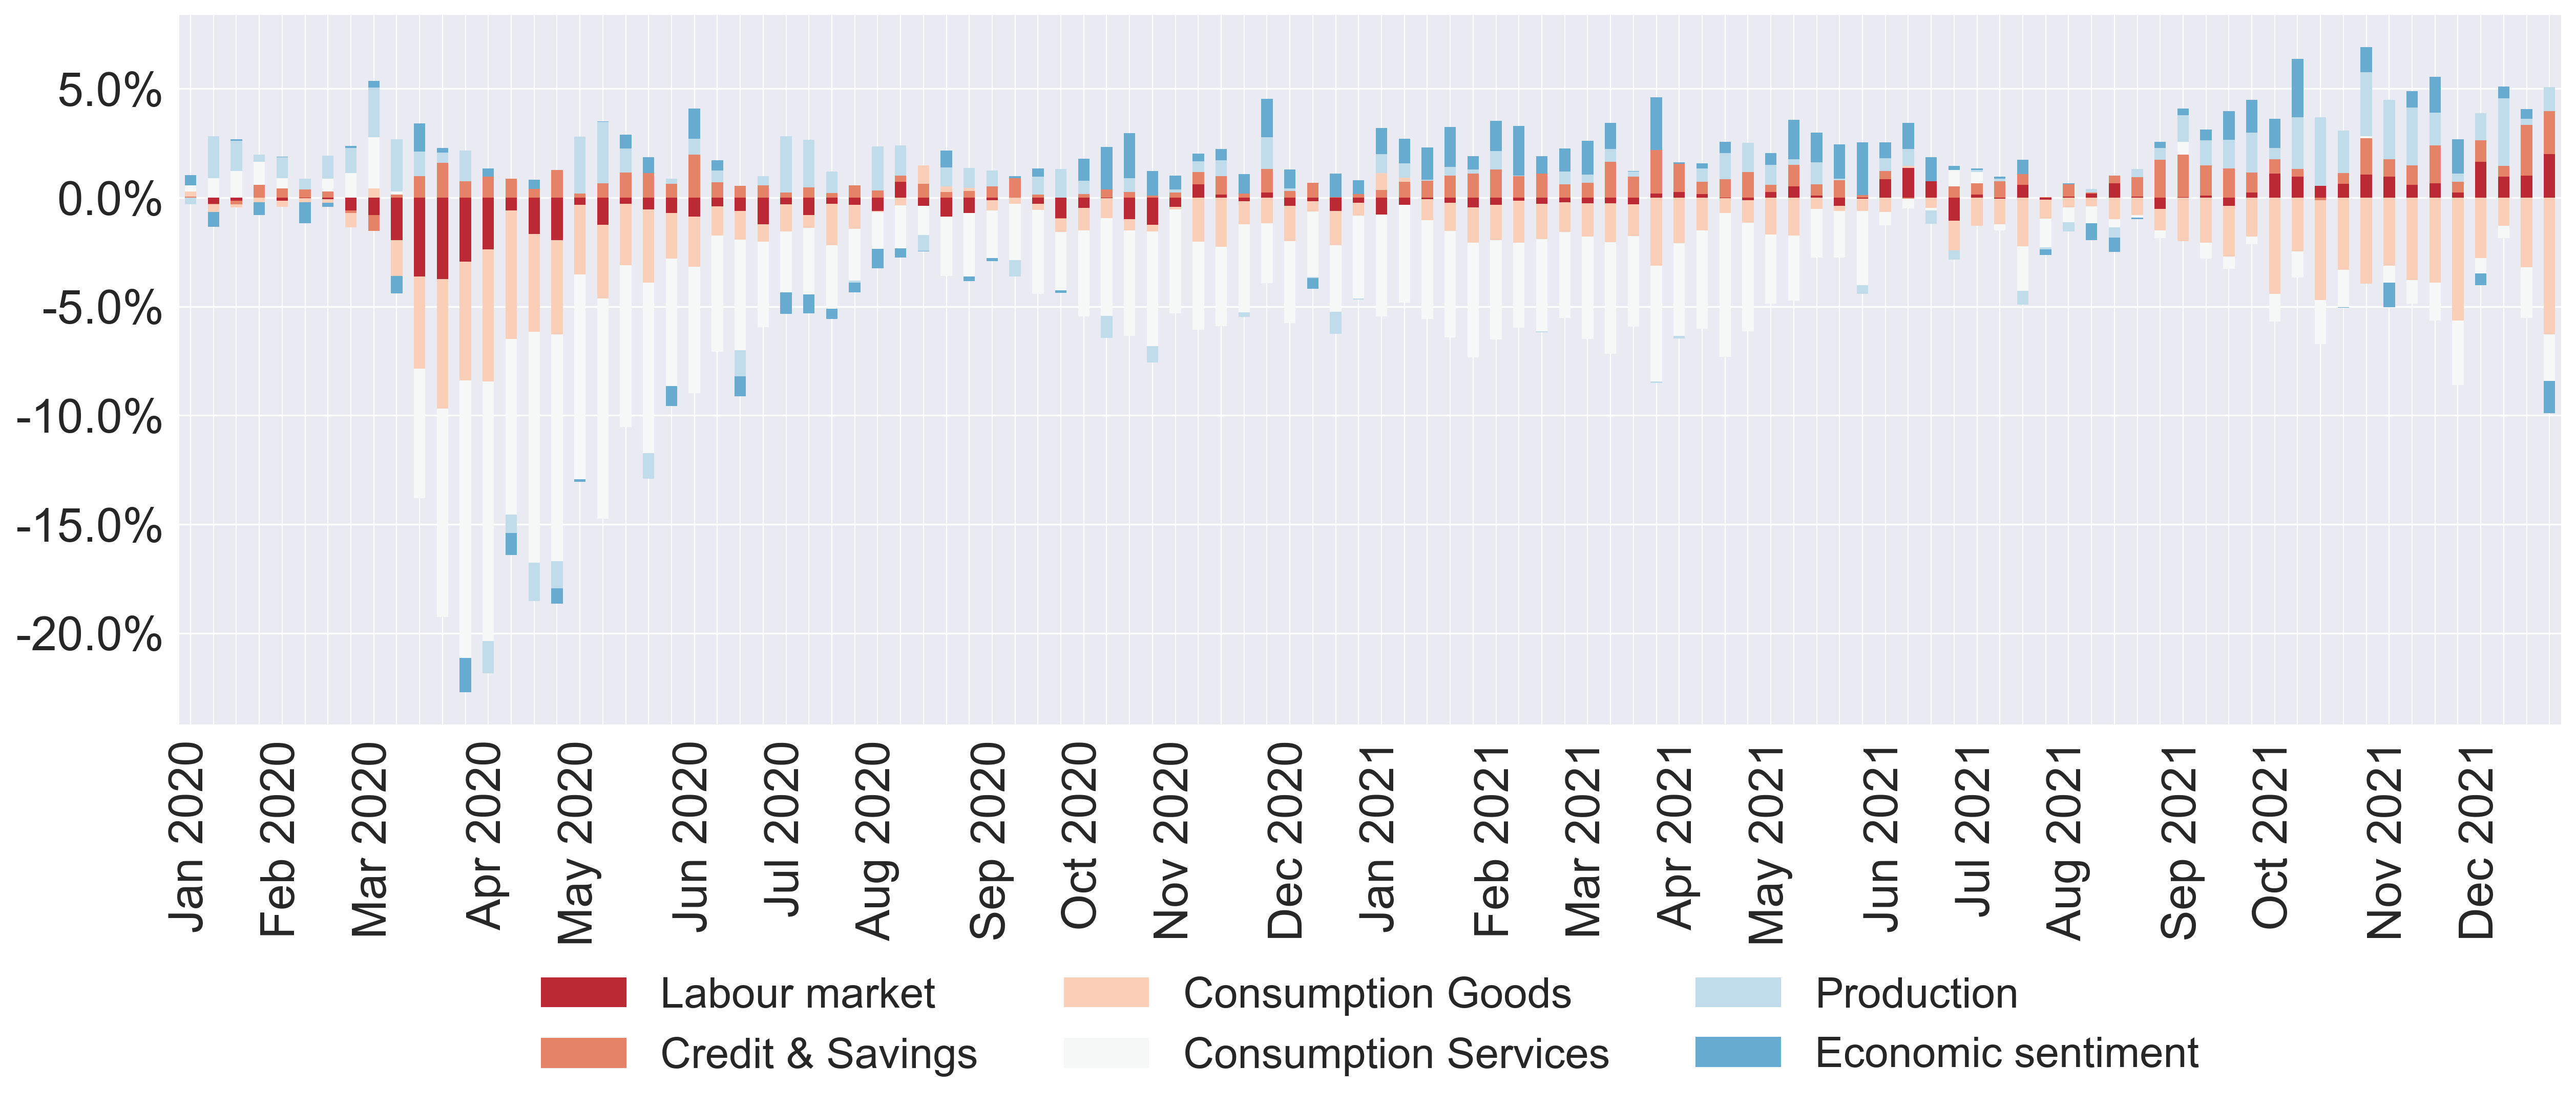 5.0%
0.0%
-5.0%
-10.0%
-15.0%
-20.0%
Jan 2020
Feb 2020
Mar 2020
Apr 2020
May 2020
Jun 2020
Jul 2020
Aug 2020
Sep 2020
Oct 2020
Nov 2020
Dec 2020
Jan 2021
Feb 2021
Mar 2021
Apr 2021
May 2021
Jun 2021
Jul 2021
Aug 2021
Sep 2021
Oct 2021
Nov 2021
Dec 2021
Labour market
Consumption Goods
Production
Credit & Savings
Consumption Services
Economic sentiment